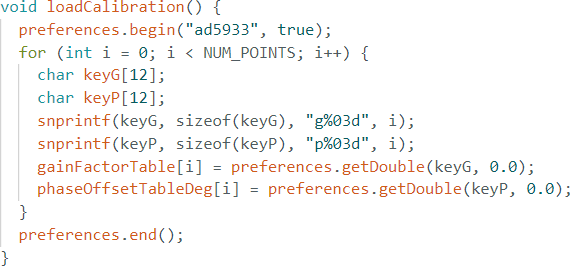 void loadCalibration() {
  preferences.begin("ad5933", true);
  for (int i = 0; i < NUM_POINTS; i++) {
    char keyG[12];
    char keyP[12];
    snprintf(keyG, sizeof(keyG), "g%03d", i);
    snprintf(keyP, sizeof(keyP), "p%03d", i);
    gainFactorTable[i] = preferences.getDouble(keyG, 0.0);
    phaseOffsetTableDeg[i] = preferences.getDouble(keyP, 0.0);
  }
  preferences.end();
}